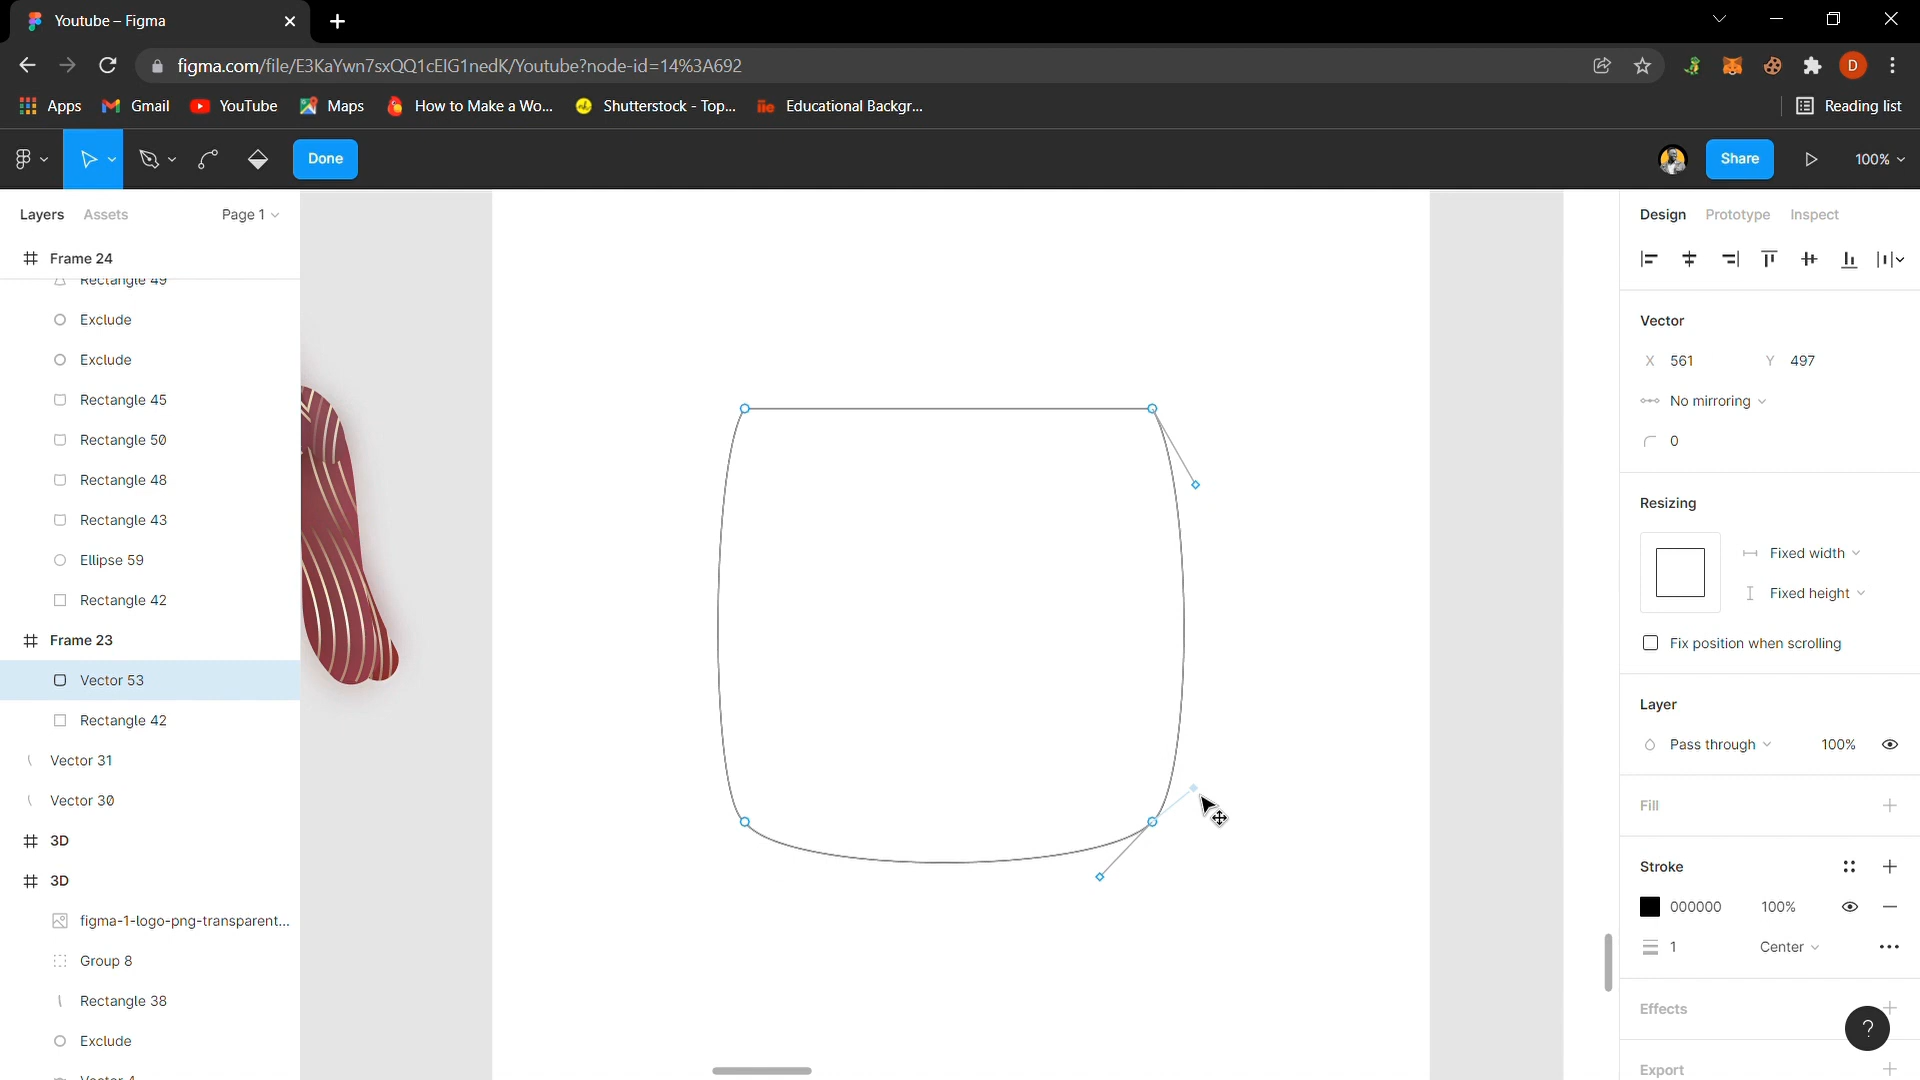 Youtube – Figma
figma.com/file/E3KaYwn7sxQQ1cEIG1nedK/Youtube?node-id=14%3A692
D
Apps
Gmail
YouTube
Maps
How to Make a Wo...
Shutterstock - Top...
Educational Backgr...
Reading list
Done
Share
100%
Layers
Assets
Page 1
Frame 24
Rectangle 49
Exclude
Exclude
Rectangle 45
Rectangle 50
Rectangle 48
Rectangle 43
Ellipse 59
Rectangle 42
Frame 23
Vector 53
Rectangle 42
Vector 31
Vector 30
3D
3D
figma-1-logo-png-transparent...
Group 8
Rectangle 38
Exclude
Vector 4
Design
Prototype
Inspect
Vector
X 561
Y 497
No mirroring
0
Resizing
Fixed width
Fixed height
Fix position when scrolling
Layer
Pass through
100%
Fill
Stroke
000000
100%
1
Center
Effects
?
Export